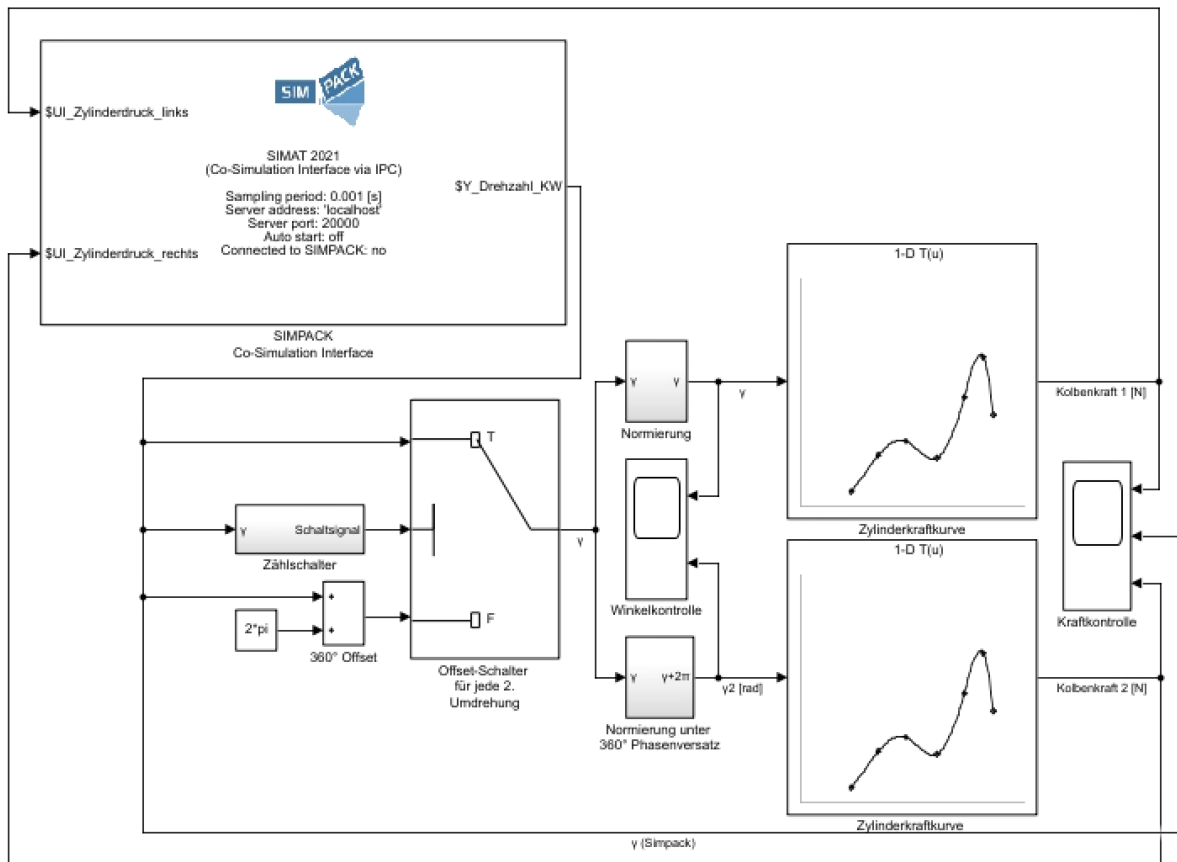 SIM PACK
$UI_Zylinderdruck_links
SIMAT 2021
(Co-Simulation Interface via IPC)
$Y_Drehzahl_KW
Sampling period: 0.001 [s]
Server address: 'localhost'
Server port: 20000
Auto start: off
Connected to SIMPACK: no
$UI_Zylinderdruck_rechts
SIMPACK
Co-Simulation Interface
1-D T(u)
γ
γ
γ
Kolbenkraft 1 [N]
Normierung
T
γ
Schaltsignal
Zählschalter
γ
Zylinderkraftkurve
1-D T(u)
Winkelkontrolle
Kraftkontrolle
+
+
2*pi
360° Offset
F
Offset-Schalter
für jede 2.
Umdrehung
γ
γ+2π
γ2 [rad]
Kolbenkraft 2 [N]
Normierung unter
360° Phasenversatz
Zylinderkraftkurve
γ (Simpack)